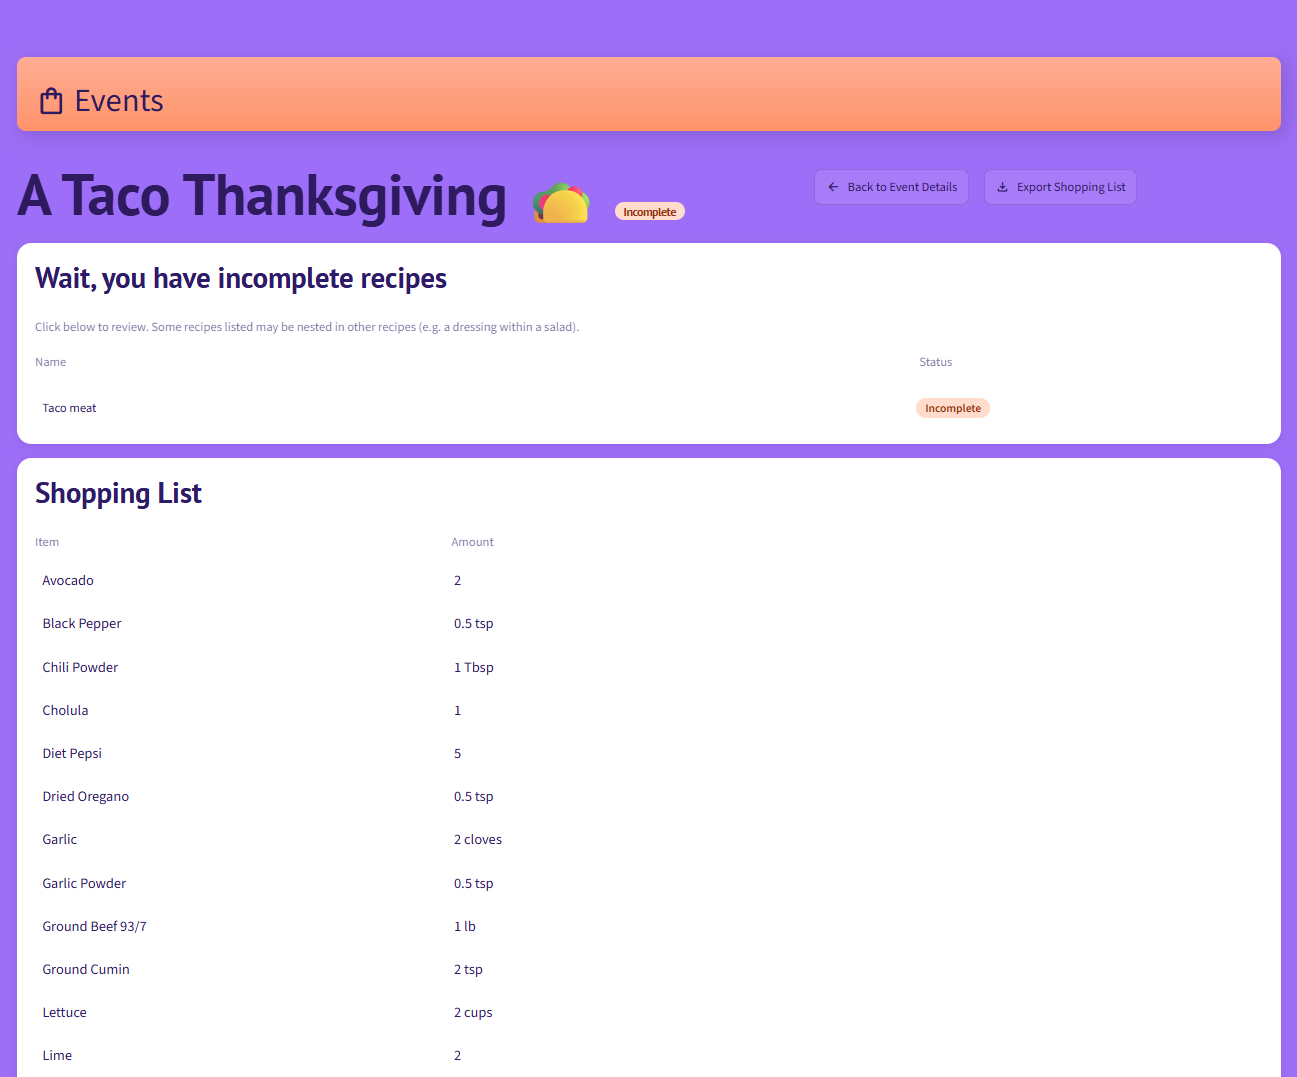 Events
A Taco Thanksgiving
Incomplete
Back to Event Details
Export Shopping List
Wait, you have incomplete recipes
Click below to review. Some recipes listed may be nested in other recipes (e.g. a dressing within a salad).
Name Status
Taco meat Incomplete
Shopping List
Item Amount
Avocado 2
Black Pepper 0.5 tsp
Chili Powder 1 Tbsp
Cholula 1
Diet Pepsi 5
Dried Oregano 0.5 tsp
Garlic 2 cloves
Garlic Powder 0.5 tsp
Ground Beef 93/7 1 lb
Ground Cumin 2 tsp
Lettuce 2 cups
Lime 2